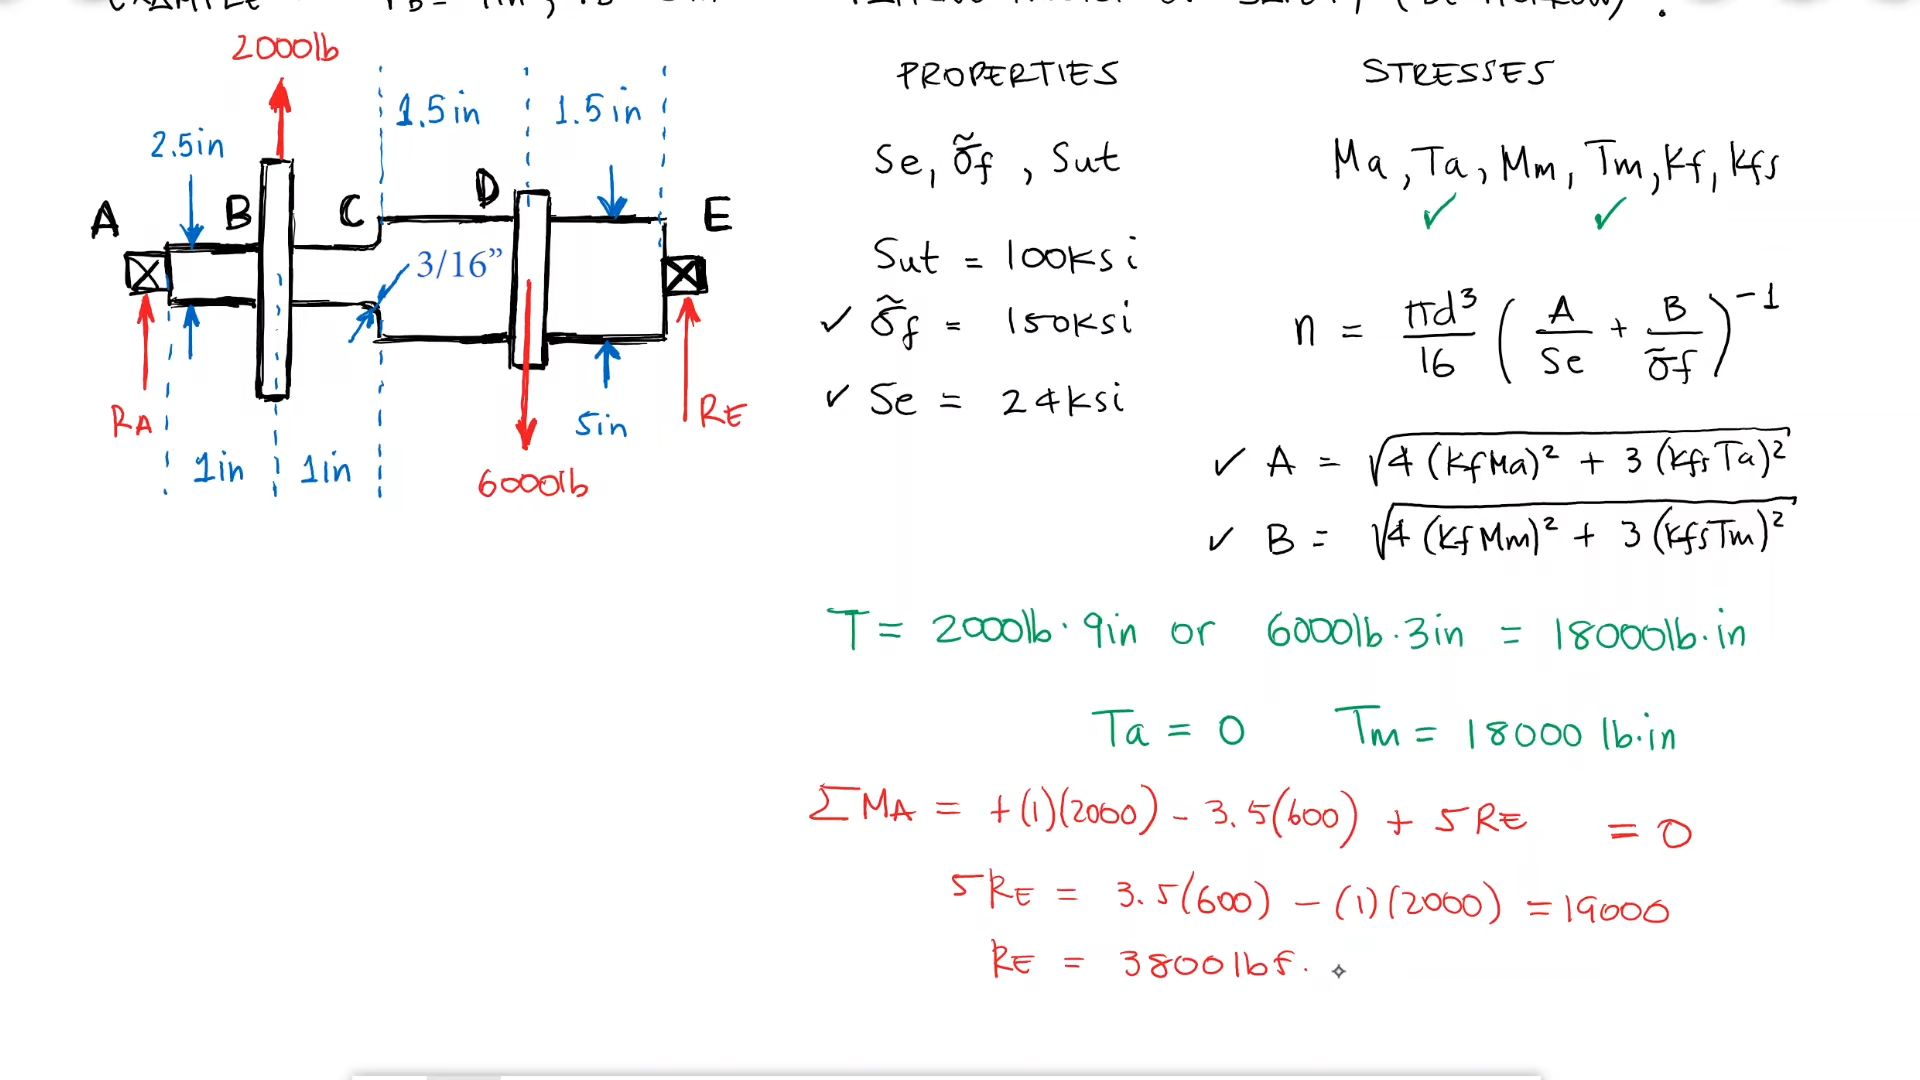 2000lb
1.5in 1.5in
2.5in
A B C D E
3/16”
RA RE
5in
1in 1in
6000lb
PROPERTIES
Se, σ̃f , Sut
Sut = 100ksi
✓ σ̃f = 150ksi
✓ Se = 24ksi
STRESSES
Ma, Ta, Mm, Tm, Kf, Kfs
✓ ✓
n = πd³/16 ( A/Se + B/σ̃f )⁻¹
✓ A = √4(KfMa)² + 3(KfsTa)²
✓ B = √4(KfMm)² + 3(KfsTm)²
T = 2000lb · 9in or 6000lb · 3in = 18000lb·in
Ta = 0 Tm = 18000 lb·in
ΣMA = +(1)(2000) - 3.5(600) + 5RE = 0
5RE = 3.5(600) - (1)(2000) = 19000
RE = 3800lbf.